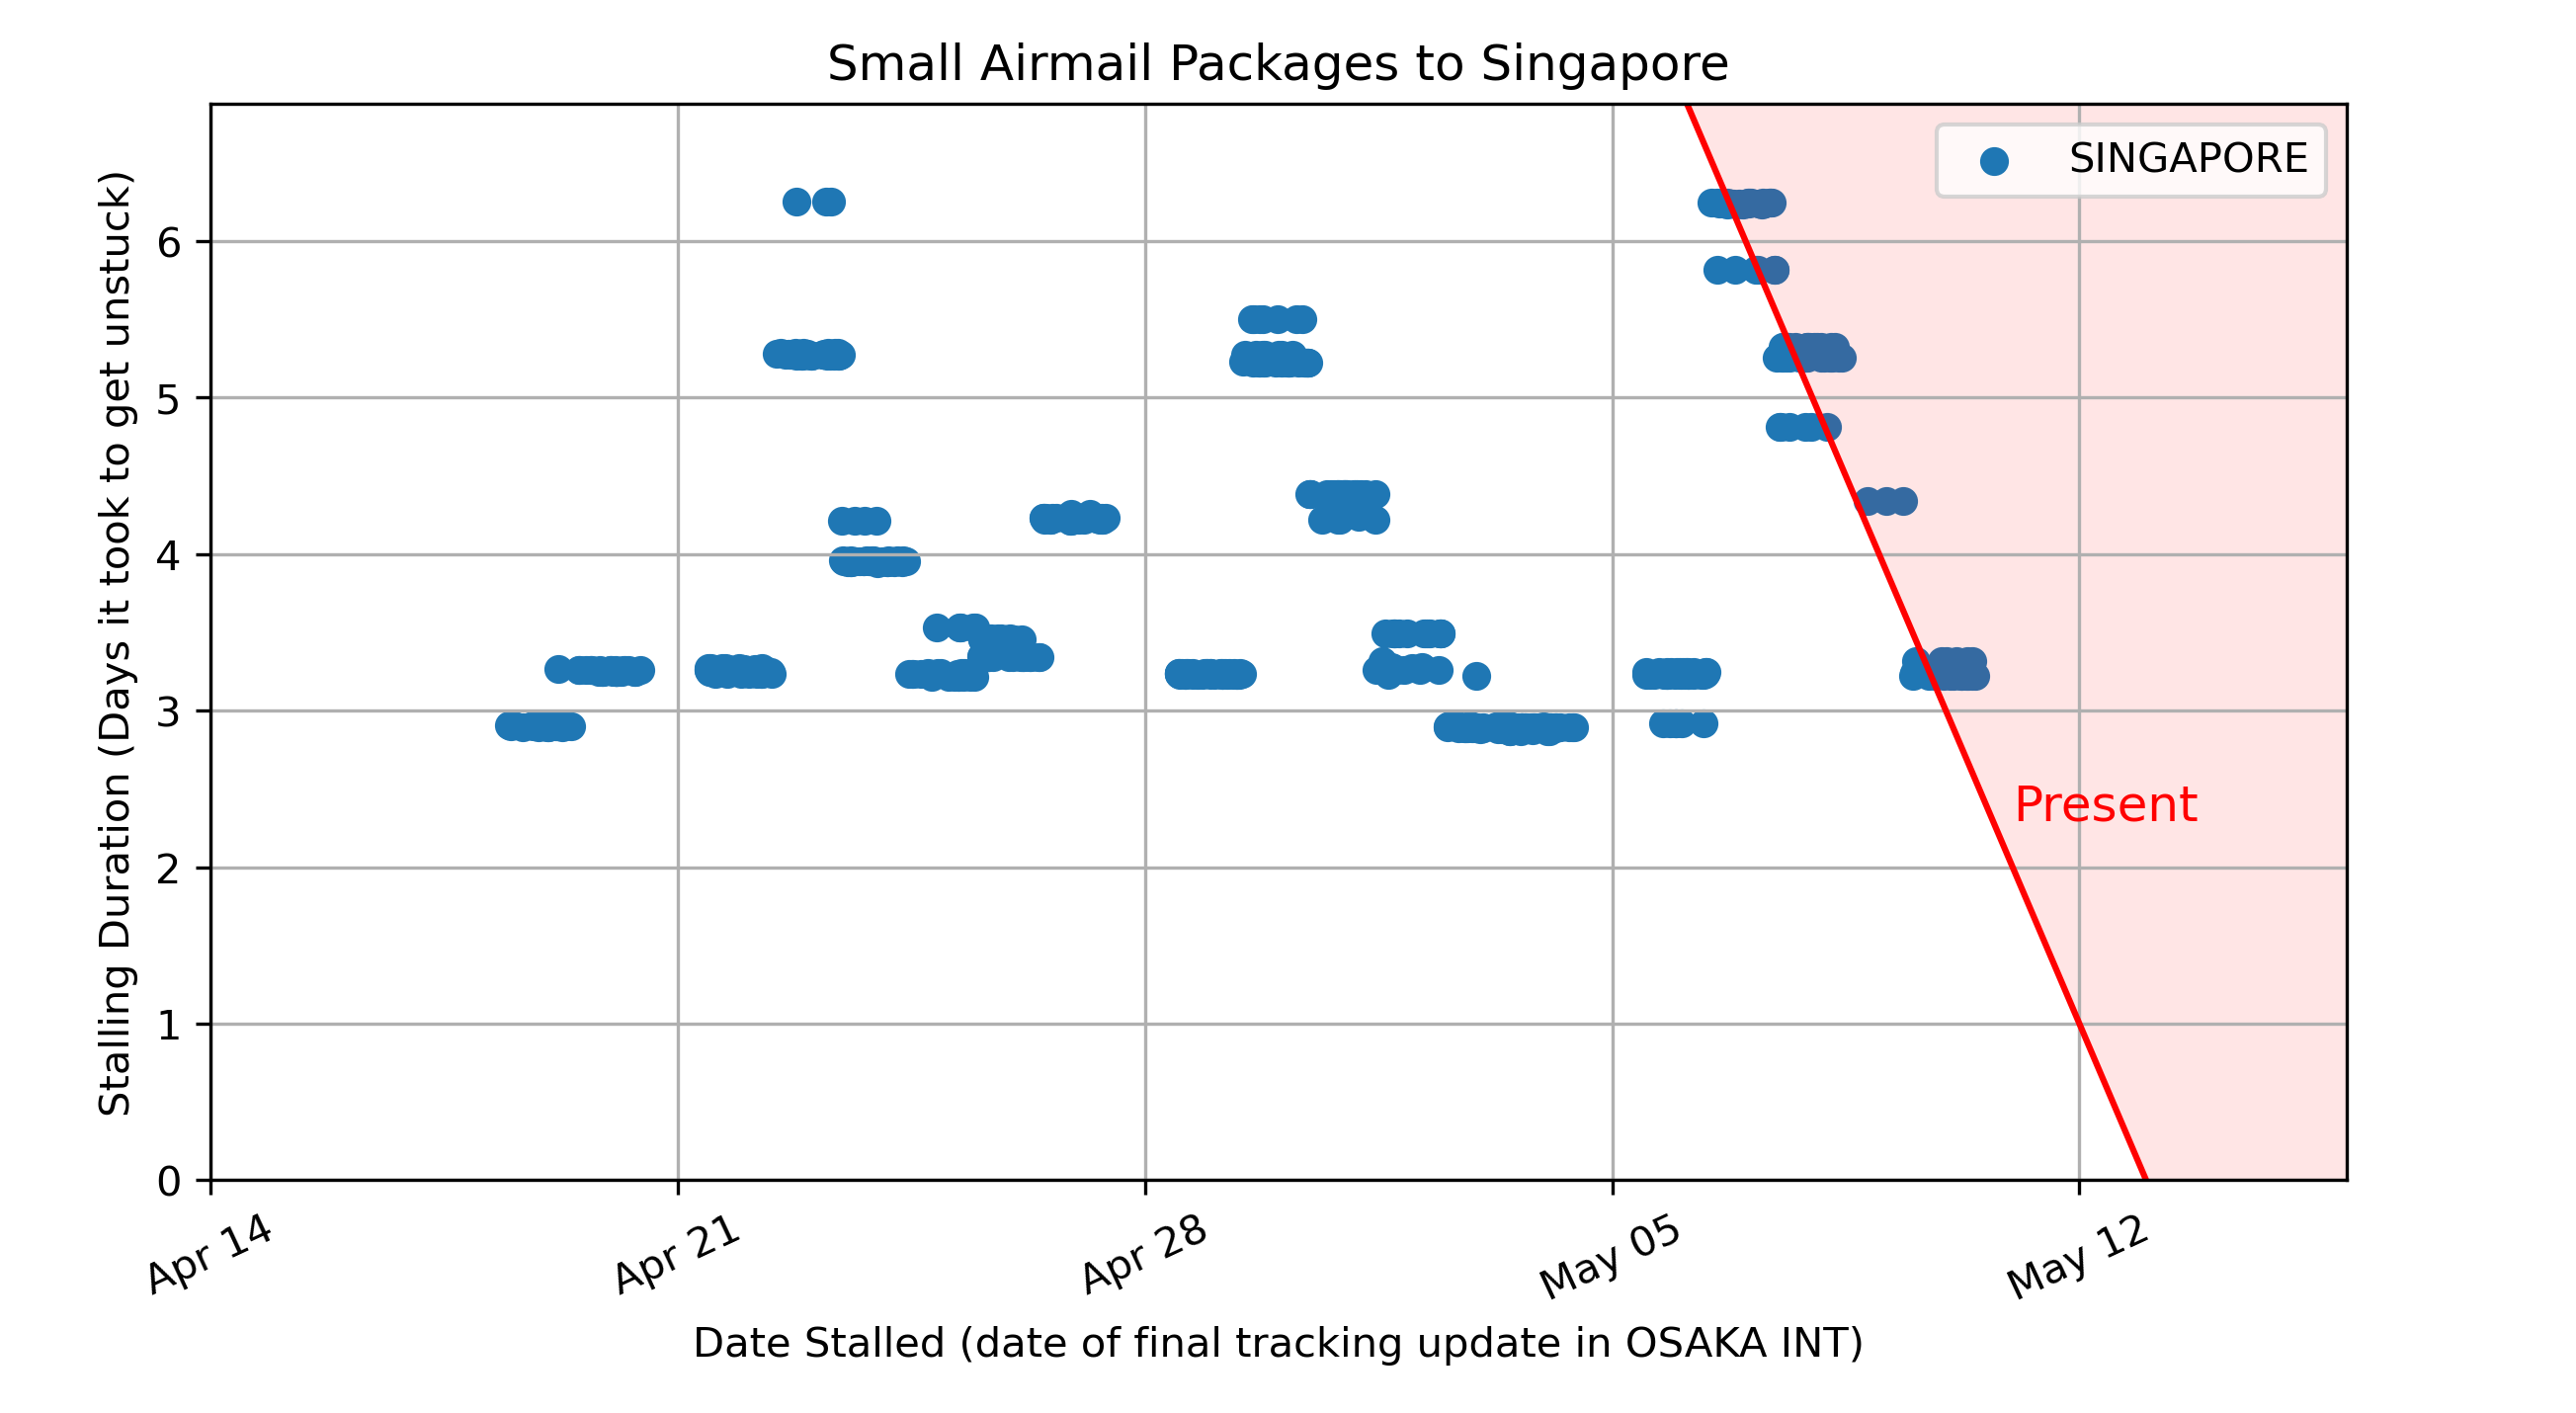 Small Airmail Packages to Singapore
SINGAPORE
Stalling Duration (Days it took to get unstuck)
6
5
4
3
2
1
0
Present
Apr 14
Apr 21
Apr 28
May 05
May 12
Date Stalled (date of final tracking update in OSAKA INT)